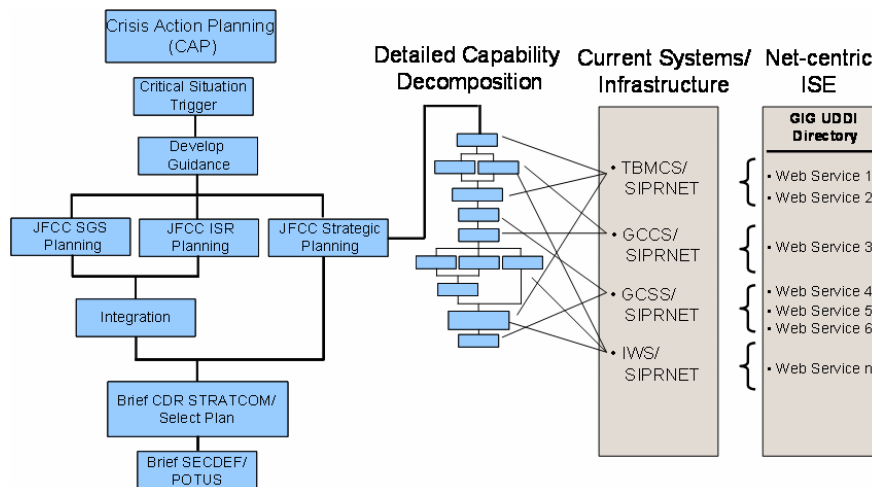 Crisis Action Planning
(CAP)
Critical Situation
Trigger
Develop
Guidance
JFCC SGS
Planning
JFCC ISR
Planning
JFCC Strategic
Planning
Integration
Brief CDR STRATCOM/
Select Plan
Brief SECDEF/
POTUS
Detailed Capability
Decomposition
Current Systems/
Infrastructure
• TBMCS/
SIPRNET
• GCCS/
SIPRNET
• GCSS/
SIPRNET
• IWS/
SIPRNET
Net-centric
ISE
GIG UDDI
Directory
• Web Service 1
• Web Service 2
• Web Service 3
• Web Service 4
• Web Service 5
• Web Service 6
• Web Service n